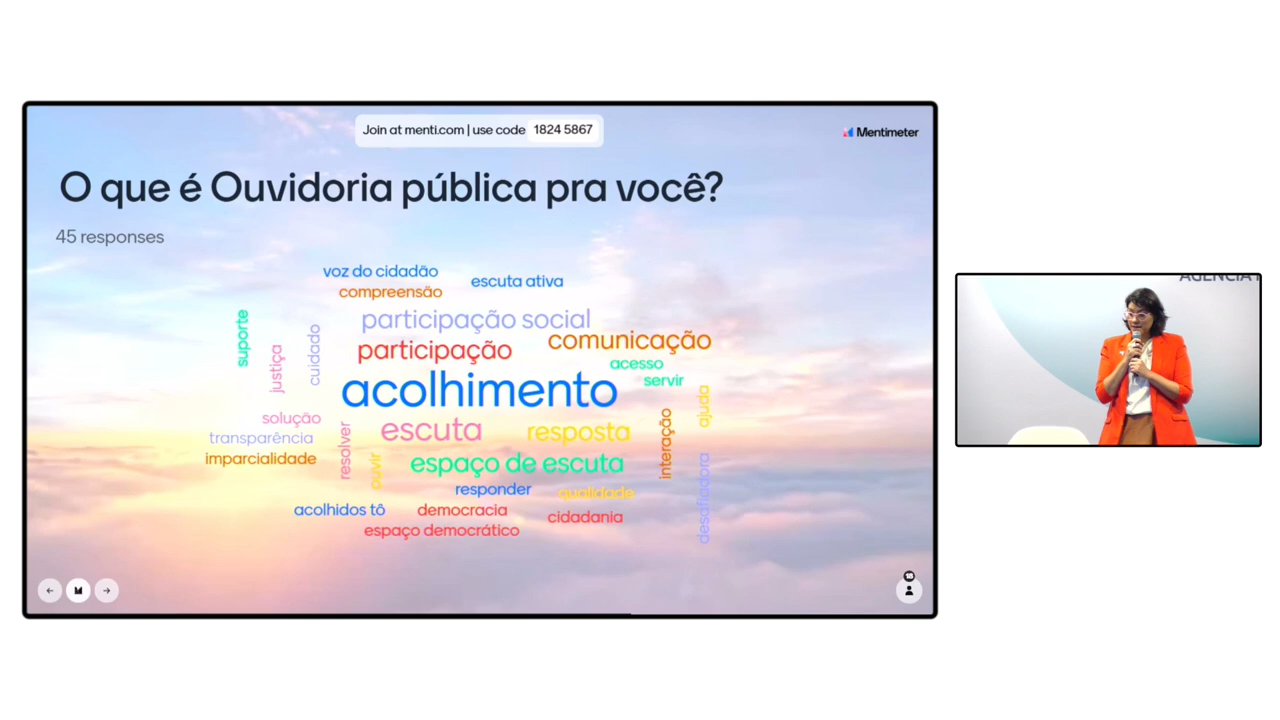 Join at menti.com | use code 1824 5867
Mentimeter
O que é Ouvidoria pública pra você?
45 responses
voz do cidadão
escuta ativa
compreensão
suporte
justiça
cuidado
participação social
comunicação
participação
acesso
servir
acolhimento
ajuda
solução
escuta
resposta
interação
transparência
resolver
imparcialidade
ouvir
espaço de escuta
desafiadora
responder
qualidade
acolhidos tô
democracia
cidadania
espaço democrático